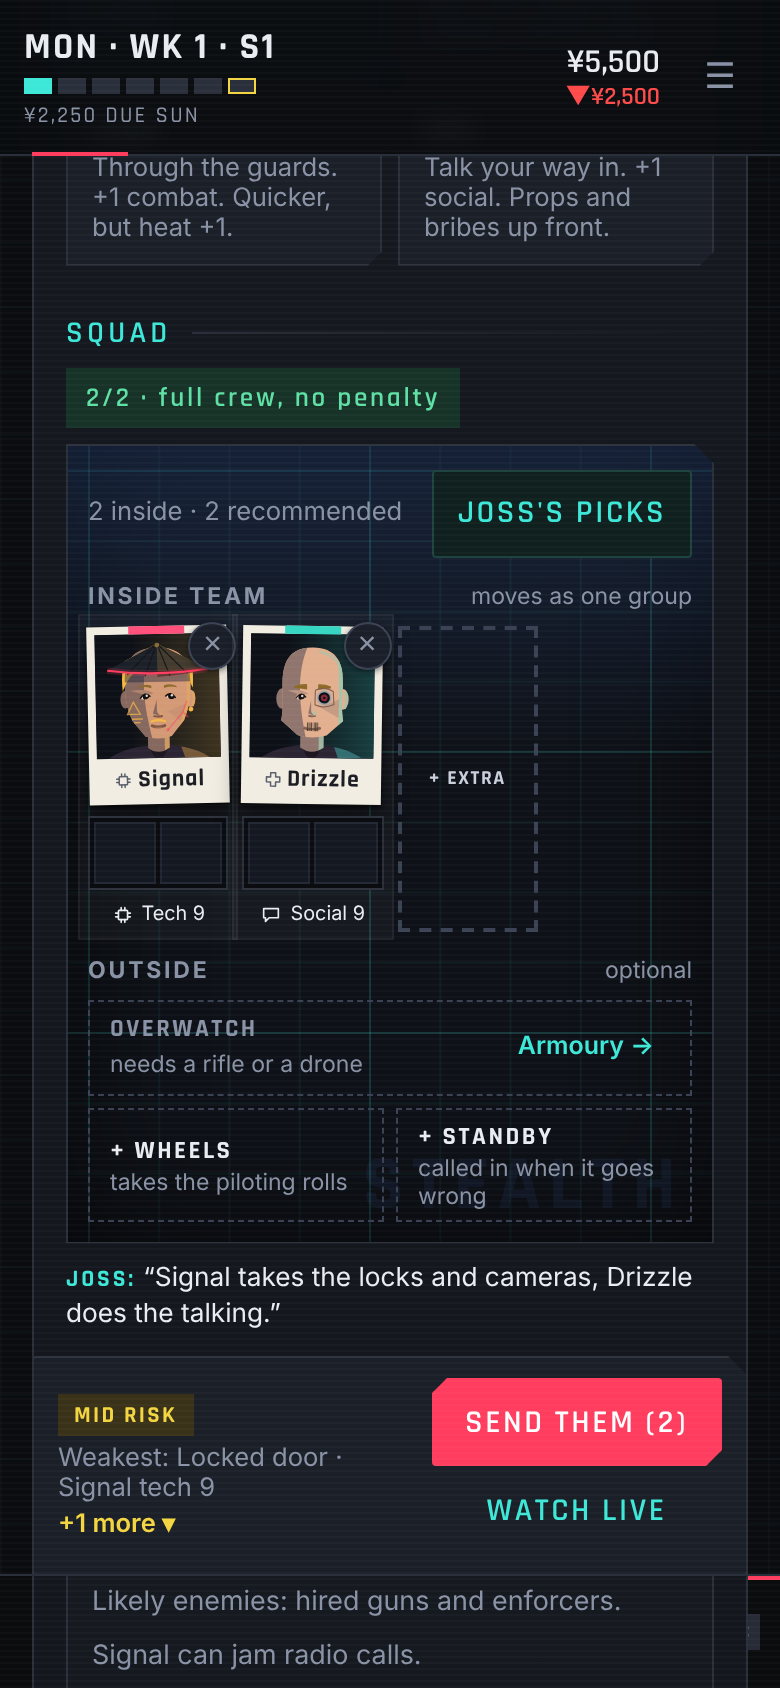 MON · WK 1 · S1
¥5,500
▼¥2,500
☰
¥2,250 DUE SUN
Through the guards.
+1 combat. Quicker,
but heat +1.
Talk your way in. +1
social. Props and
bribes up front.
SQUAD
2/2 · full crew, no penalty
2 inside · 2 recommended
JOSS'S PICKS
INSIDE TEAM
moves as one group
Signal
Drizzle
+ EXTRA
Tech 9
Social 9
OUTSIDE
optional
OVERWATCH
needs a rifle or a drone
Armoury →
+ WHEELS
takes the piloting rolls
+ STANDBY
called in when it goes
wrong
STEALTH
JOSS: “Signal takes the locks and cameras, Drizzle
does the talking.”
MID RISK
Weakest: Locked door ·
Signal tech 9
+1 more ▾
SEND THEM (2)
WATCH LIVE
Likely enemies: hired guns and enforcers.
Signal can jam radio calls.